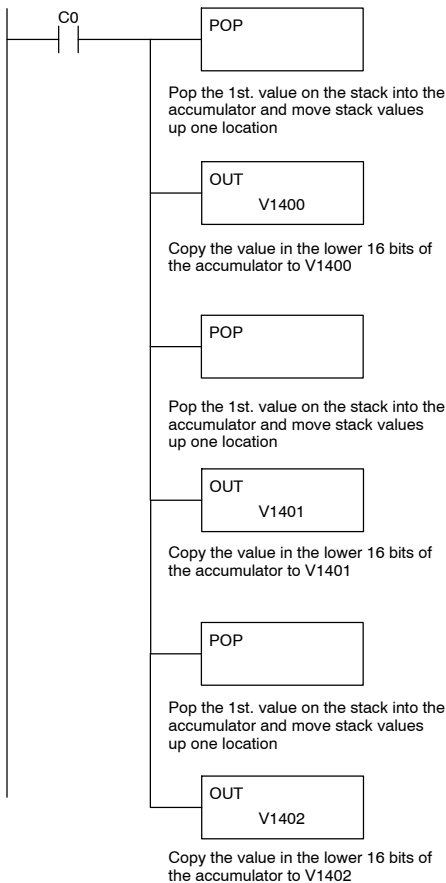 C0
POP
Pop the 1st. value on the stack into the
accumulator and move stack values
up one location
OUT
V1400
Copy the value in the lower 16 bits of
the accumulator to V1400
POP
Pop the 1st. value on the stack into the
accumulator and move stack values
up one location
OUT
V1401
Copy the value in the lower 16 bits of
the accumulator to V1401
POP
Pop the 1st. value on the stack into the
accumulator and move stack values
up one location
OUT
V1402
Copy the value in the lower 16 bits of
the accumulator to V1402